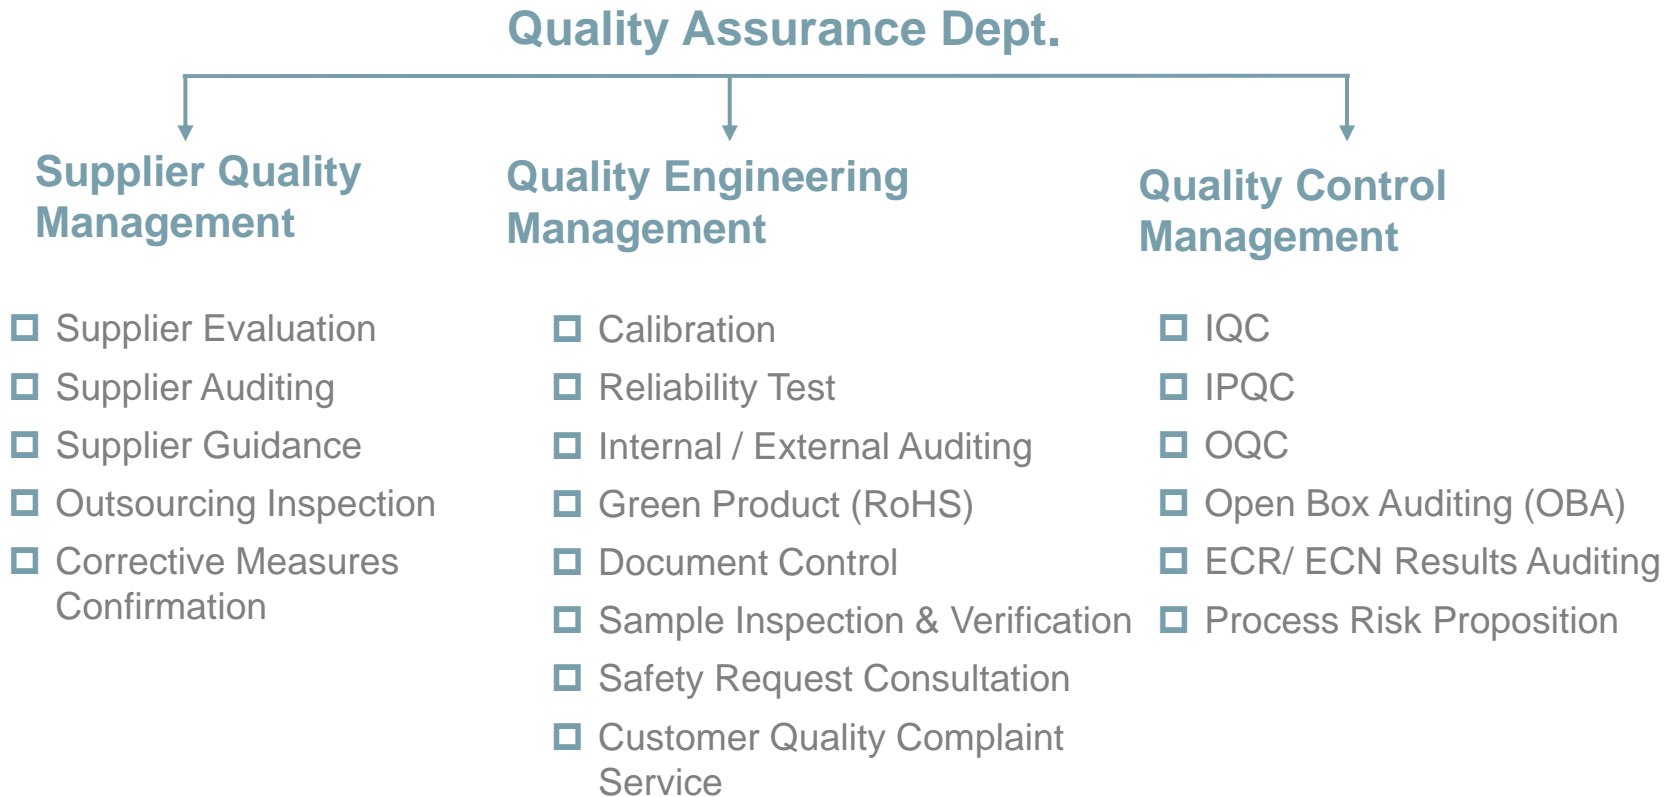 Quality Assurance Dept.
Supplier Quality
Management
Supplier Evaluation
Supplier Auditing
Supplier Guidance
Outsourcing Inspection
Corrective Measures
Confirmation
Quality Engineering
Management
Calibration
Reliability Test
Internal / External Auditing
Green Product (RoHS)
Document Control
Sample Inspection & Verification
Safety Request Consultation
Customer Quality Complaint
Service
Quality Control
Management
IQC
IPQC
OQC
Open Box Auditing (OBA)
ECR/ ECN Results Auditing
Process Risk Proposition